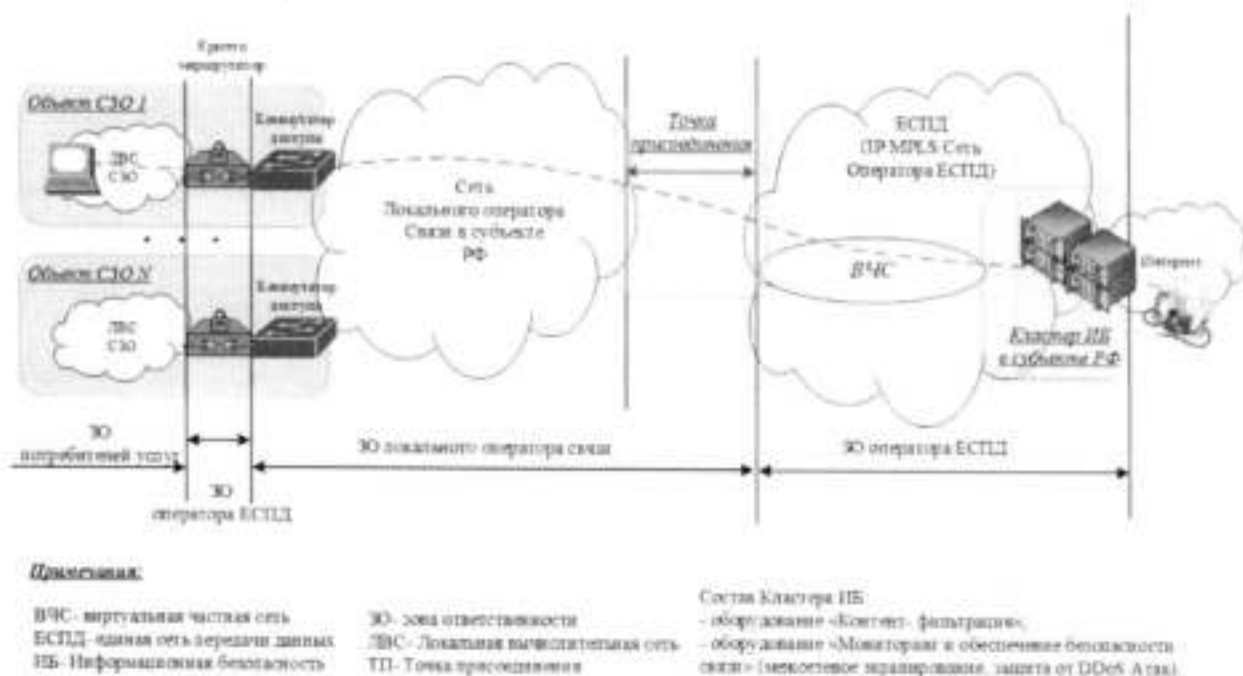 Крипто
маршрутизатор
Объект СЗО 1
Коммутатор
доступа
ЛВС
СЗО
Сеть
Локального оператора
Связи в субъекте
РФ
Точка
присоединения
ЕСПД
(IP MPLS Сеть
Оператора ЕСПД)
ВЧС
Интернет
Кластер ИБ
в субъекте РФ
Объект СЗО N
Коммутатор
доступа
ЛВС
СЗО
ЗО
потребителей услуг
ЗО
оператора ЕСПД
ЗО локального оператора связи
ЗО оператора ЕСПД
Примечания:
ВЧС- виртуальная частная сеть
ЕСПД- единая сеть передачи данных
ИБ- Информационная безопасность
ЗО- зона ответственности
ЛВС- Локальная вычислительная сеть
ТП- Точка присоединения
Состав Кластера ИБ
- оборудование «Контент- фильтрация»,
- оборудование «Мониторинг и обеспечение безопасности
связи» (межсетевое экранирование, защита от DDoS Атак).